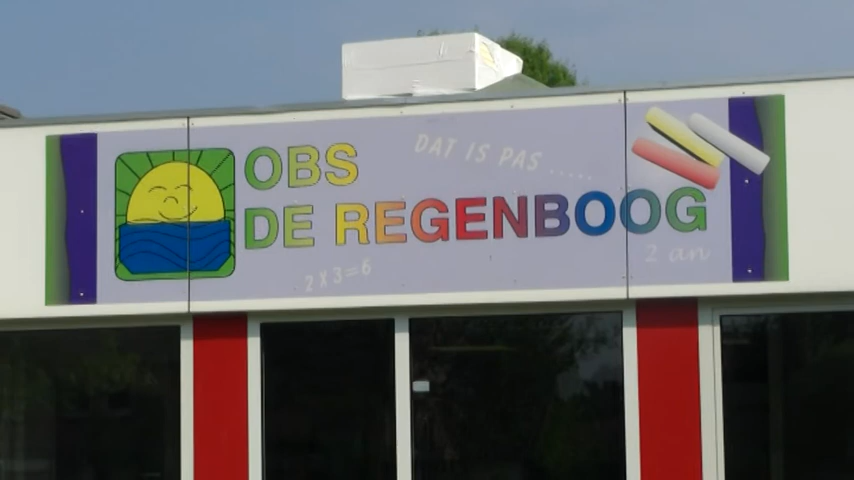 OBS
DAT IS PAS .....
DE REGENBOOG
2 x 3 = 6
2 an